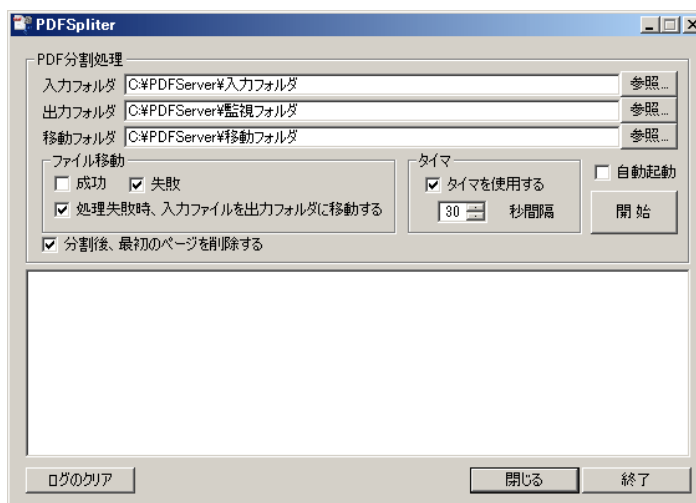 PDFSpliter
PDF分割処理
入力フォルダ C:¥PDFServer¥入力フォルダ 参照...
出力フォルダ C:¥PDFServer¥監視フォルダ 参照...
移動フォルダ C:¥PDFServer¥移動フォルダ 参照...
ファイル移動
成功 失敗
処理失敗時、入力ファイルを出力フォルダに移動する
タイマ
タイマを使用する
30 秒間隔
自動起動
開始
分割後、最初のページを削除する
ログのクリア 閉じる 終了